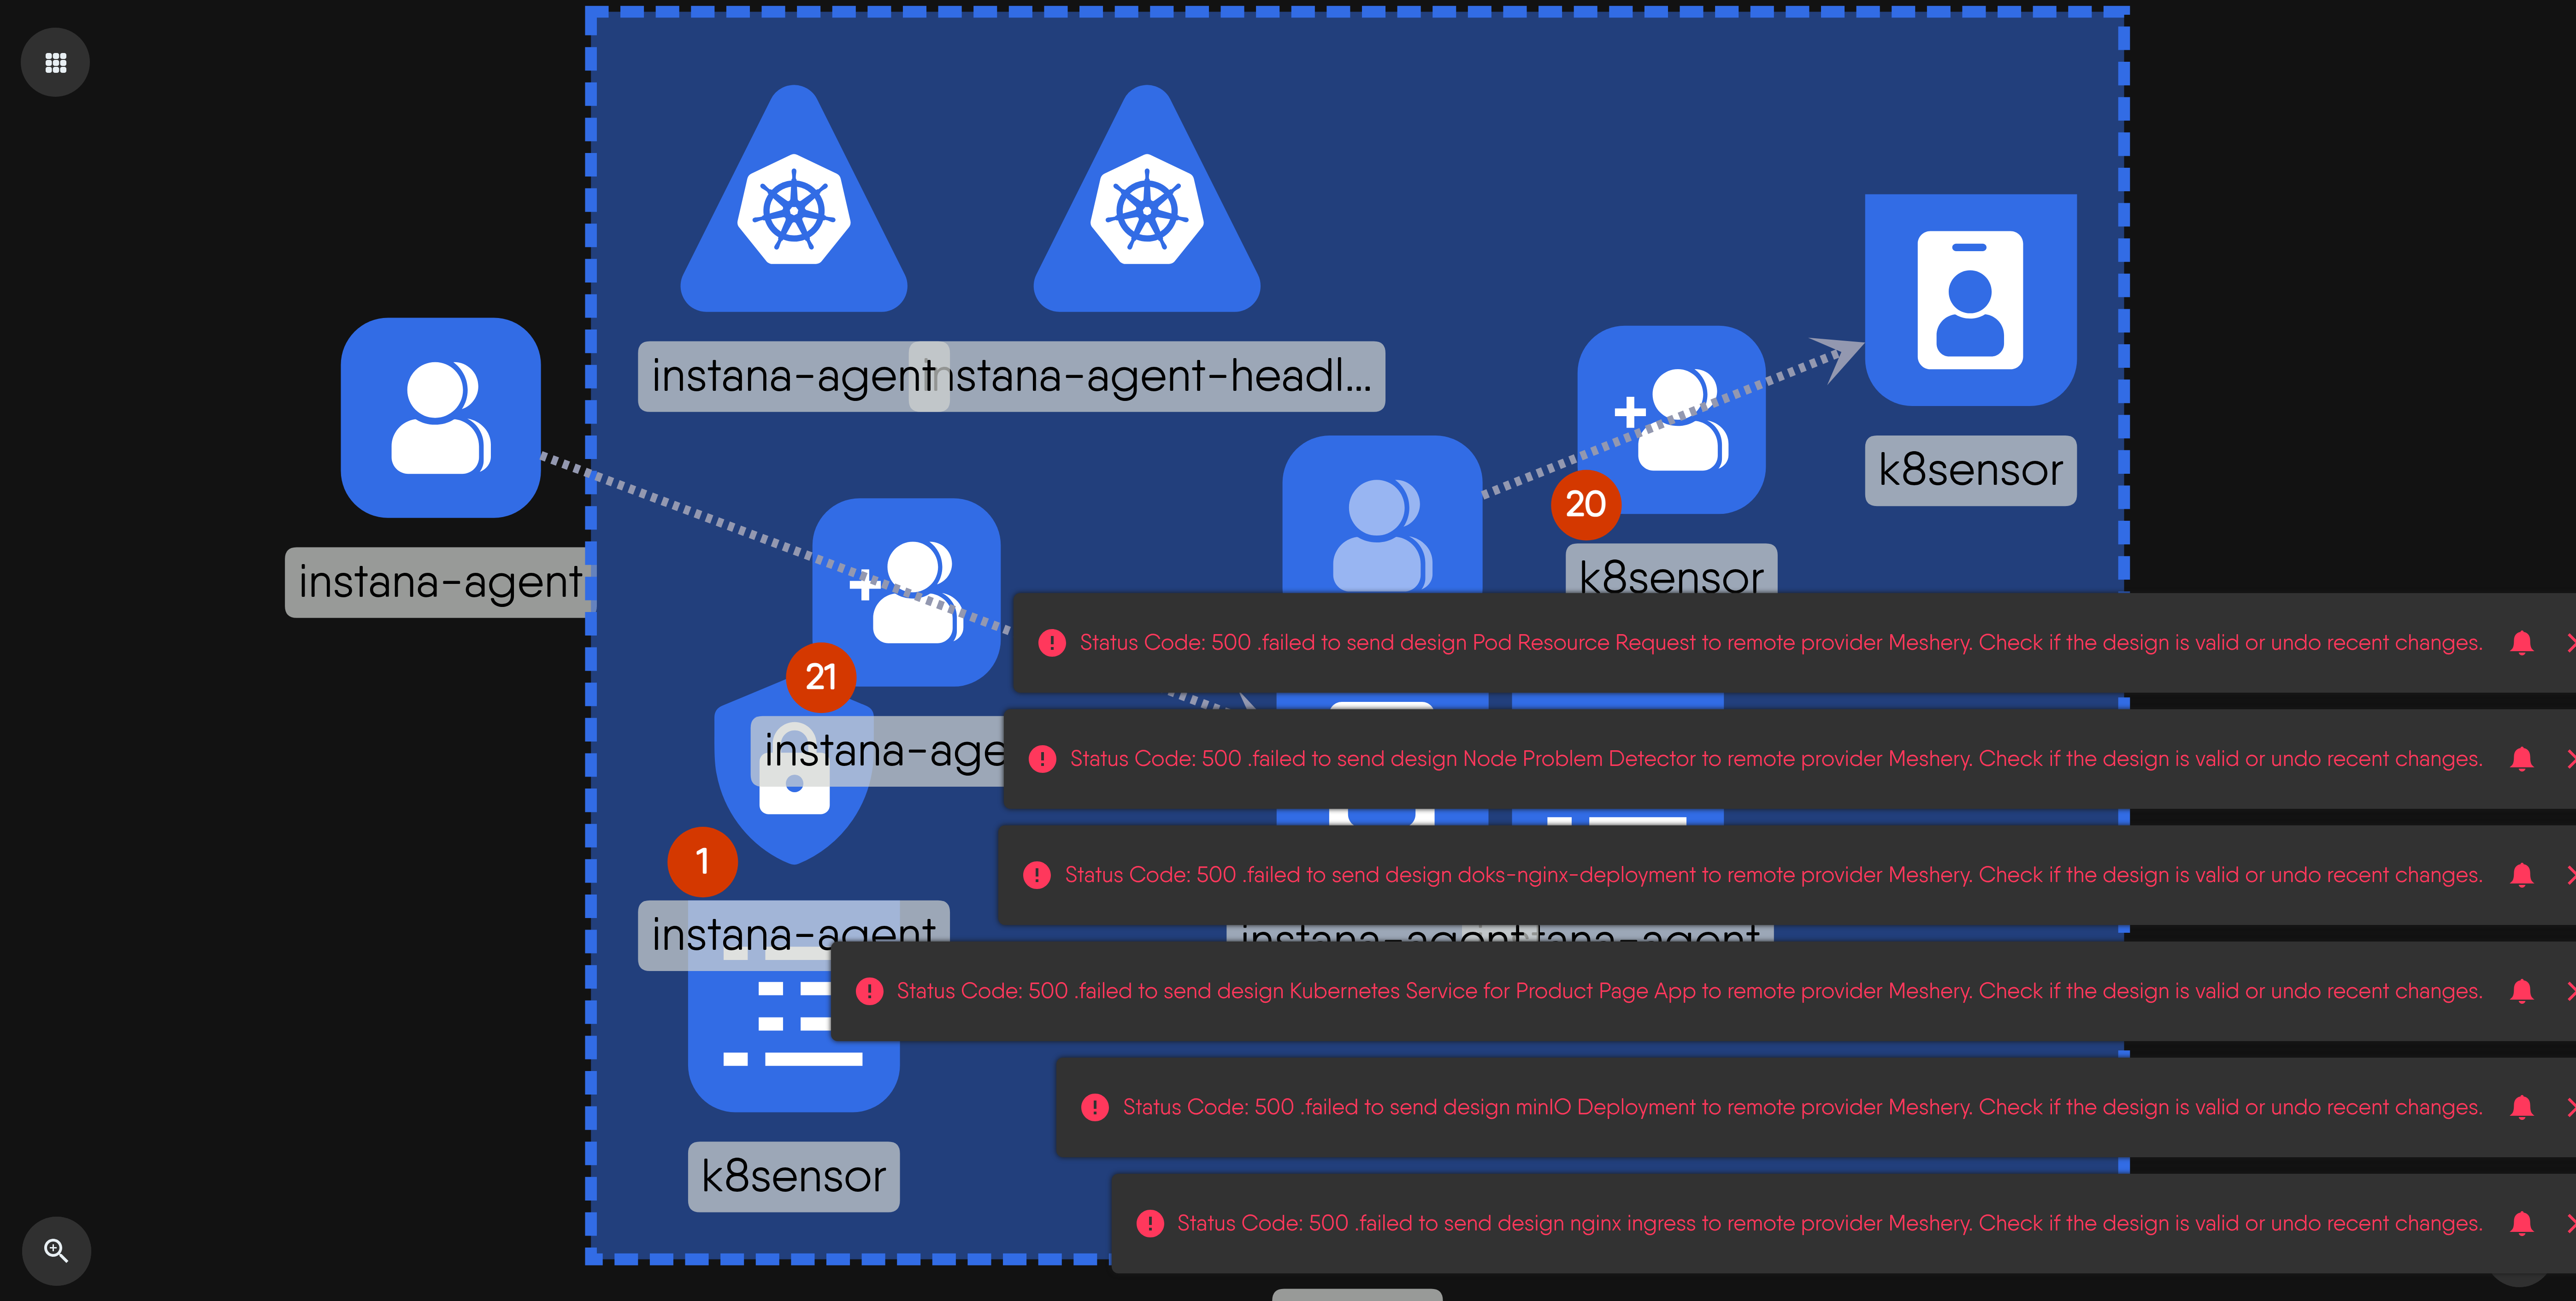 instana-agent
instana-agent-headl...
k8sensor
20
k8sensor
instana-agent
21
instana-age
1
instana-agent
Status Code: 500 .failed to send design Pod Resource Request to remote provider Meshery. Check if the design is valid or undo recent changes.
Status Code: 500 .failed to send design Node Problem Detector to remote provider Meshery. Check if the design is valid or undo recent changes.
Status Code: 500 .failed to send design doks-nginx-deployment to remote provider Meshery. Check if the design is valid or undo recent changes.
instana-agent
tana-agent
Status Code: 500 .failed to send design Kubernetes Service for Product Page App to remote provider Meshery. Check if the design is valid or undo recent changes.
Status Code: 500 .failed to send design minIO Deployment to remote provider Meshery. Check if the design is valid or undo recent changes.
k8sensor
Status Code: 500 .failed to send design nginx ingress to remote provider Meshery. Check if the design is valid or undo recent changes.